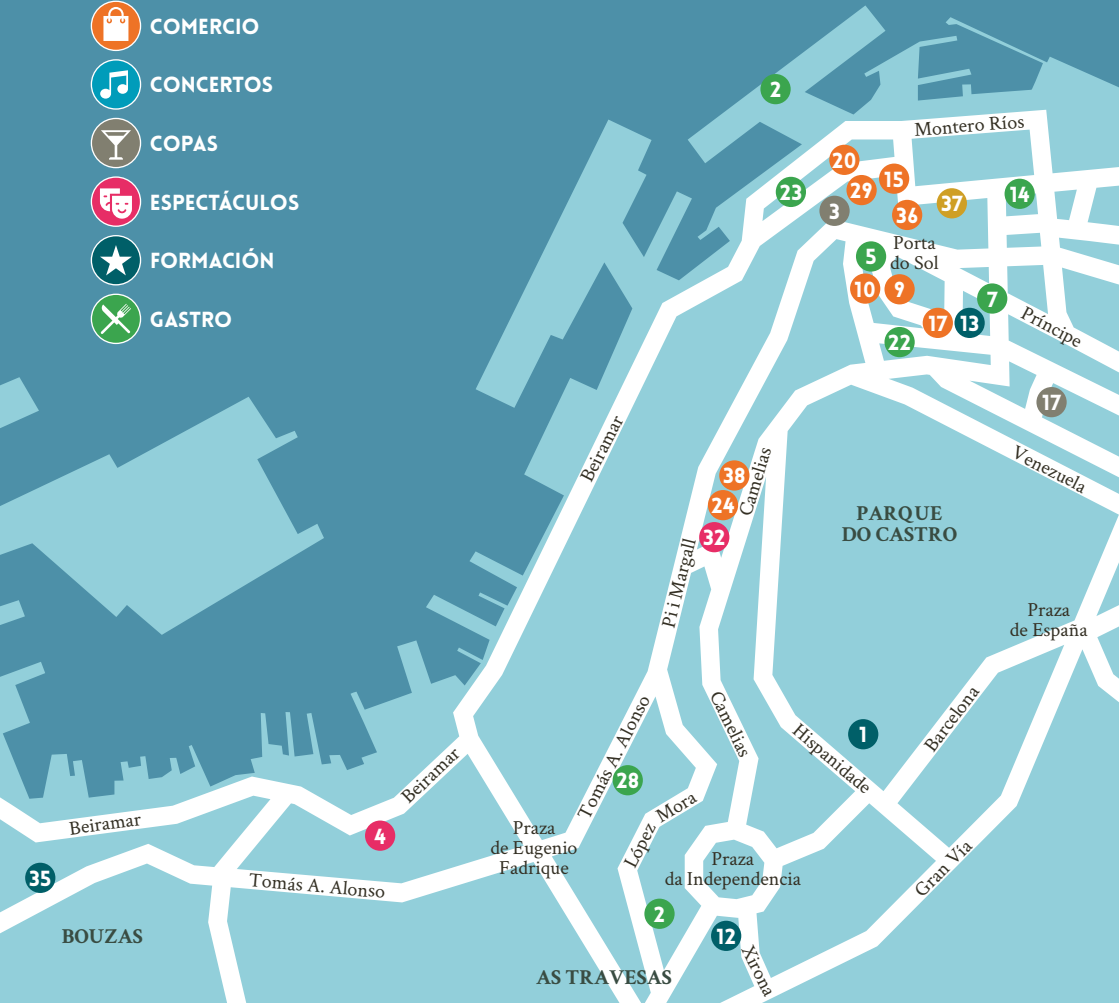 COMERCIO
CONCERTOS
COPAS
ESPECTÁCULOS
FORMACIÓN
GASTRO
2
Montero Ríos
20
15
29
23
3
36
37
14
Porta
do Sol
5
10
9
7
17
13
Príncipe
22
17
Beiramar
Venezuela
38
Camelias
24
32
PARQUE
DO CASTRO
Pi i Margall
Praza
de España
Camelias
Barcelona
1
Hispanidade
Tomás A. Alonso
28
Beiramar
López Mora
Beiramar
4
Praza
de Eugenio
Fadrique
Praza
da Independencia
Gran Vía
35
Tomás A. Alonso
2
12
BOUZAS
Xirona
AS TRAVESAS